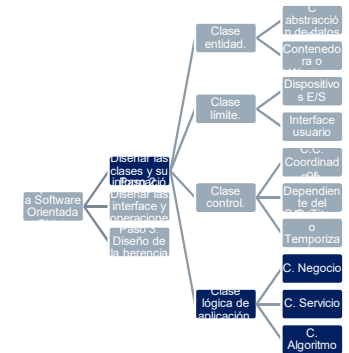 C
abstracció
n de datos
Contenedo
ra o
Clase
entidad.
Dispositivo
s E/S
Clase
límite.
Interface
usuario
Diseñar las
clases y su
a Software
Orientada
Diseñar las
interface y
operacione
Paso 3.
Diseño de
la herencia
C.C.
Coordinad
or
Clase
control.
Dependien
te del
o
Temporiza
Clase
lógica de
aplicación
C. Negocio
C. Servicio
C.
Algoritmo